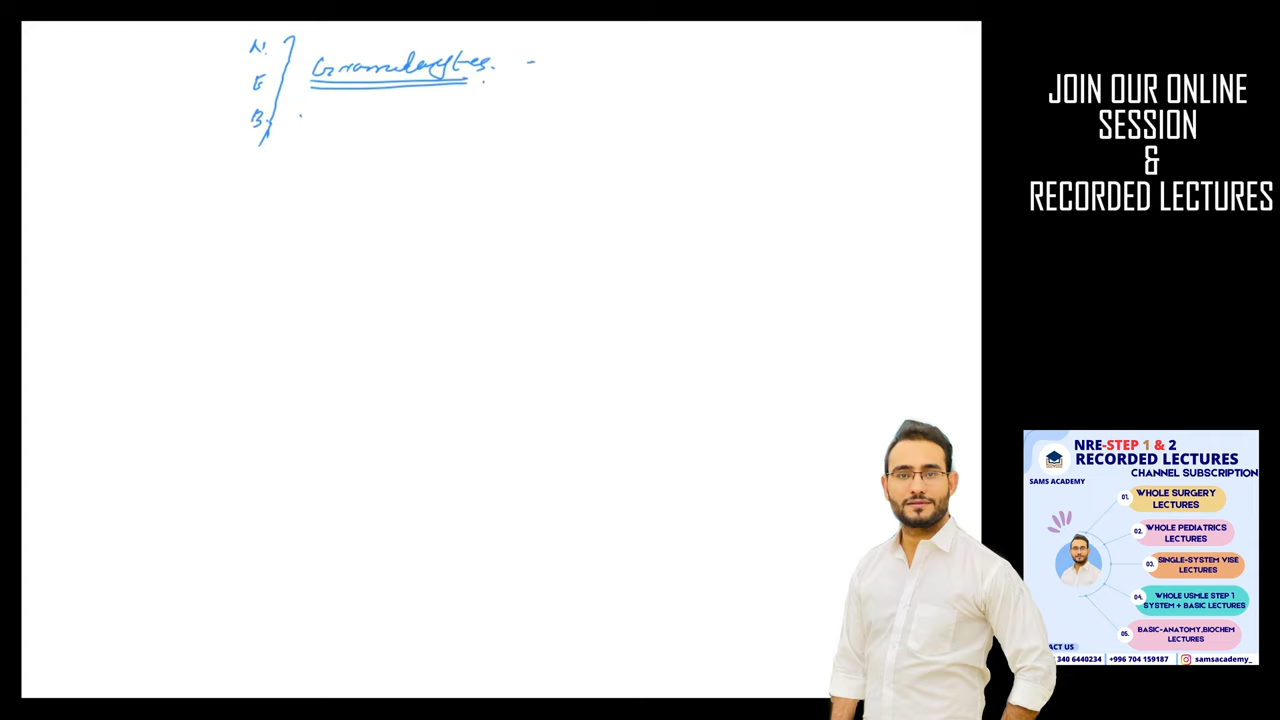 N.
E
B.
Granulocytes. -
JOIN OUR ONLINE
SESSION
&
RECORDED LECTURES
NRE-STEP 1 & 2
RECORDED LECTURES
CHANNEL SUBSCRIPTION
SAMS ACADEMY
01. WHOLE SURGERY
LECTURES
02. WHOLE PEDIATRICS
LECTURES
03. SINGLE-SYSTEM VISE
LECTURES
04. WHOLE USMLE STEP 1
SYSTEM + BASIC LECTURES
05. BASIC-ANATOMY,BIOCHEM
LECTURES
ACT US
340 6440234 | +996 704 159187 | samsacademy_